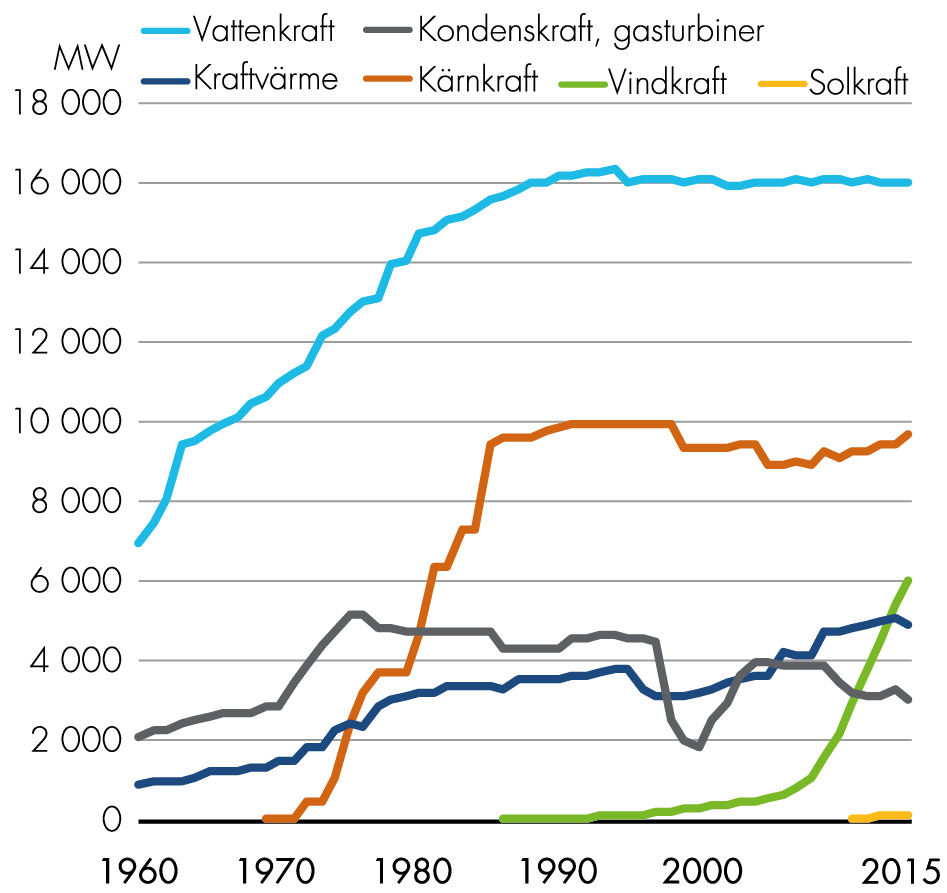 Vattenkraft Kondenskraft, gasturbiner
MW
Kraftvärme Kärnkraft Vindkraft Solkraft
18 000
16 000
14 000
12 000
10 000
8 000
6 000
4 000
2 000
0
1960 1970 1980 1990 2000 2015